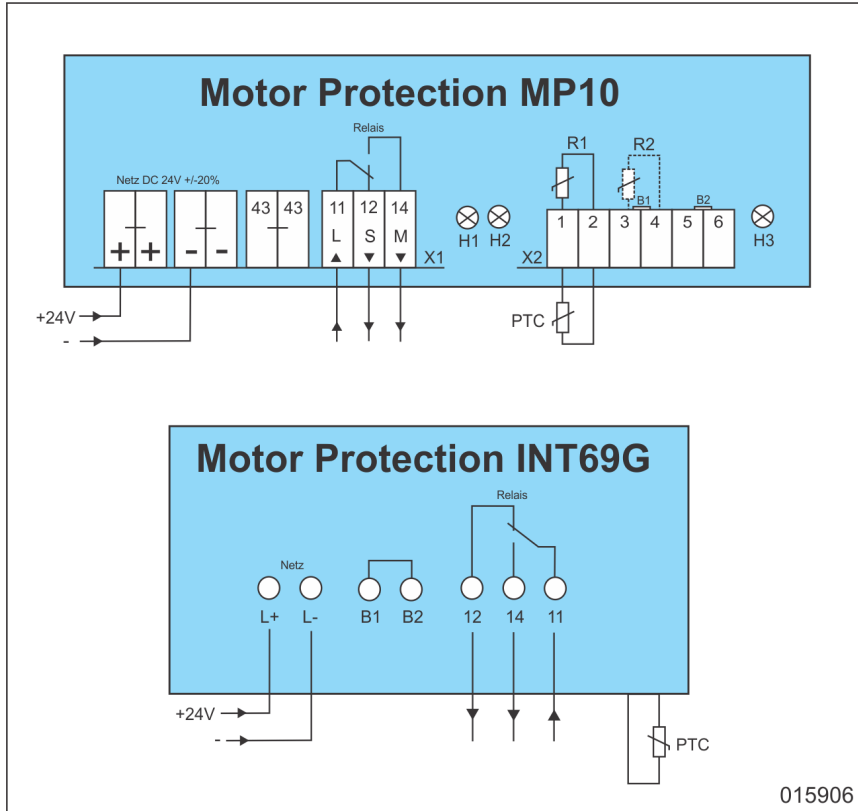 Motor Protection MP10
Relais
Netz DC 24V +/-20%
R1
R2
B1
B2
43 43
11 12 14
L S M
1 2 3 4 5 6
+ + - -
H1 H2
H3
X1
X2
+24V
-
PTC
Motor Protection INT69G
Relais
Netz
L+ L- B1 B2 12 14 11
+24V
-
PTC
015906